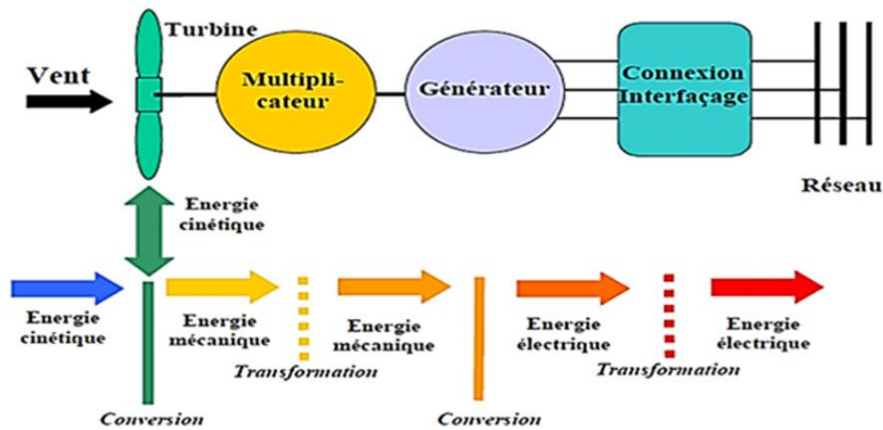 Turbine
Vent
Multipli-
cateur
Générateur
Connexion
Interfaçage
Réseau
Energie
cinétique
Energie
cinétique
Energie
mécanique
Transformation
Energie
mécanique
Energie
électrique
Transformation
Energie
électrique
Conversion
Conversion